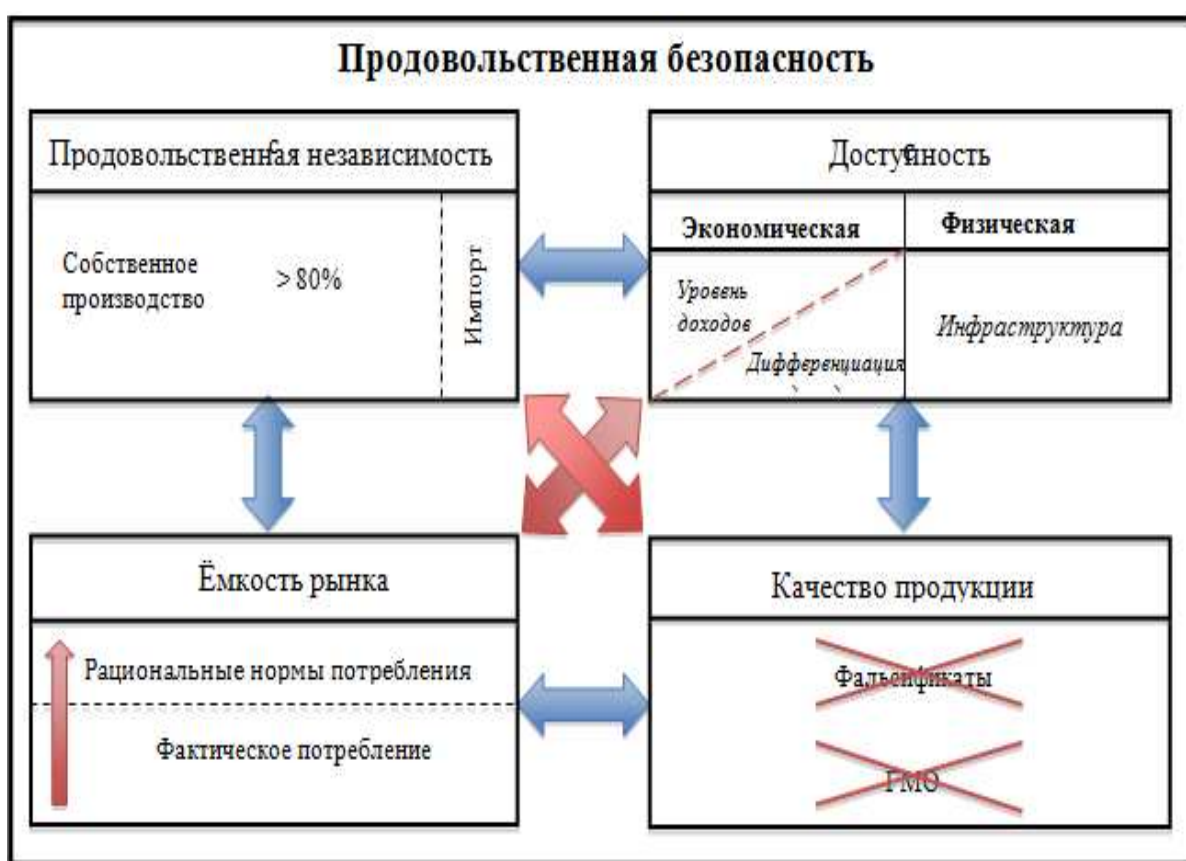 Продовольственная безопасность
Продовольственная независимость
Собственное
производство
> 80%
Импорт
Доступность
Экономическая
Физическая
Уровень
доходов
Дифференциация
Инфраструктура
Ёмкость рынка
Рациональные нормы потребления
Фактическое потребление
Качество продукции
Фальсификаты
ГМО